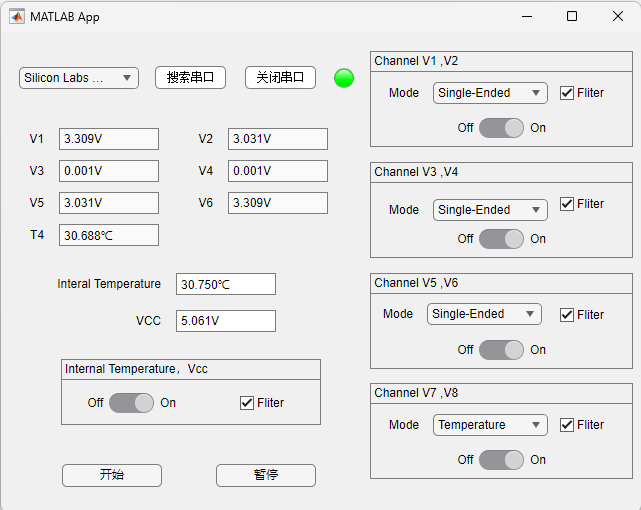 MATLAB App
Silicon Labs ...
搜索串口
关闭串口
V1 3.309V
V2 3.031V
V3 0.001V
V4 0.001V
V5 3.031V
V6 3.309V
T4 30.688℃
Interal Temperature 30.750℃
VCC 5.061V
Internal Temperature，Vcc
Off On Fliter
开始
暂停
Channel V1 ,V2
Mode Single-Ended Fliter
Off On
Channel V3 ,V4
Mode Single-Ended Fliter
Off On
Channel V5 ,V6
Mode Single-Ended Fliter
Off On
Channel V7 ,V8
Mode Temperature Fliter
Off On